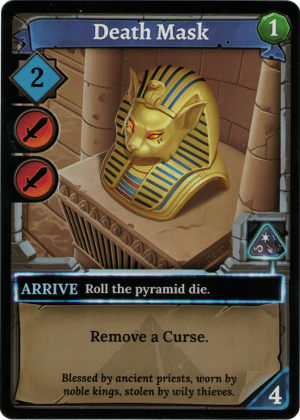 Death Mask
1
2
ARRIVE Roll the pyramid die.
Remove a Curse.
Blessed by ancient priests, worn by
noble kings, stolen by wily thieves.
4